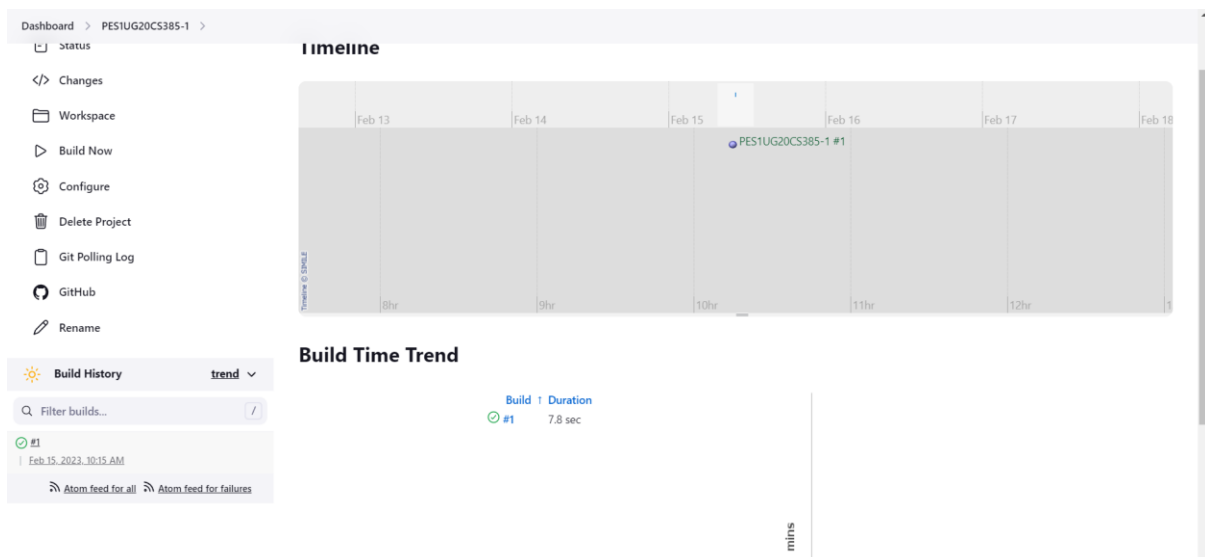 Dashboard > PES1UG20CS385-1 >
Status
Changes
Workspace
Build Now
Configure
Delete Project
Git Polling Log
GitHub
Rename
Build History trend
Filter builds... /
#1
Feb 15, 2023, 10:15 AM
Atom feed for all Atom feed for failures
Timeline
Feb 13 Feb 14 Feb 15 Feb 16 Feb 17 Feb 18
PES1UG20CS385-1 #1
Timeline © SIMILE
8hr 9hr 10hr 11hr 12hr 1
Build Time Trend
Build ↑ Duration
#1 7.8 sec
mins